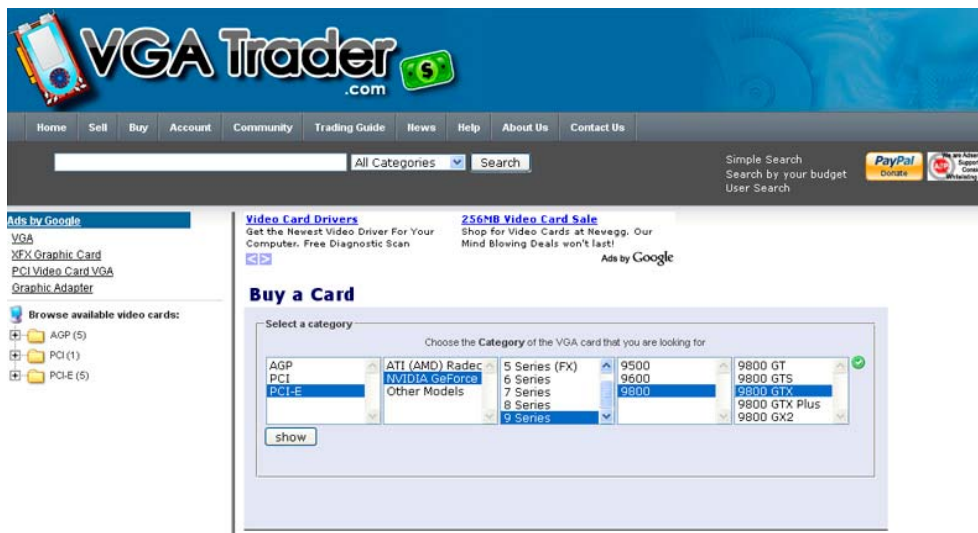 VGA Trader
.com
Home Sell Buy Account Community Trading Guide News Help About Us Contact Us
All Categories Search
Simple Search
Search by your budget
User Search
PayPal
Donate
Ads by Google
VGA
XFX Graphic Card
PCI Video Card VGA
Graphic Adapter
Browse available video cards:
AGP (5)
PCI (1)
PCI-E (5)
Video Card Drivers
Get the Newest Video Driver For Your
Computer. Free Diagnostic Scan
256MB Video Card Sale
Shop for Video Cards at Newegg. Our
Mind Blowing Deals won't last!
Ads by Google
Buy a Card
Select a category
Choose the Category of the VGA card that you are looking for
AGP
PCI
PCI-E
ATI (AMD) Radec
NVIDIA GeForce
Other Models
5 Series (FX)
6 Series
7 Series
8 Series
9 Series
9500
9600
9800
9800 GT
9800 GTS
9800 GTX
9800 GTX Plus
9800 GX2
show